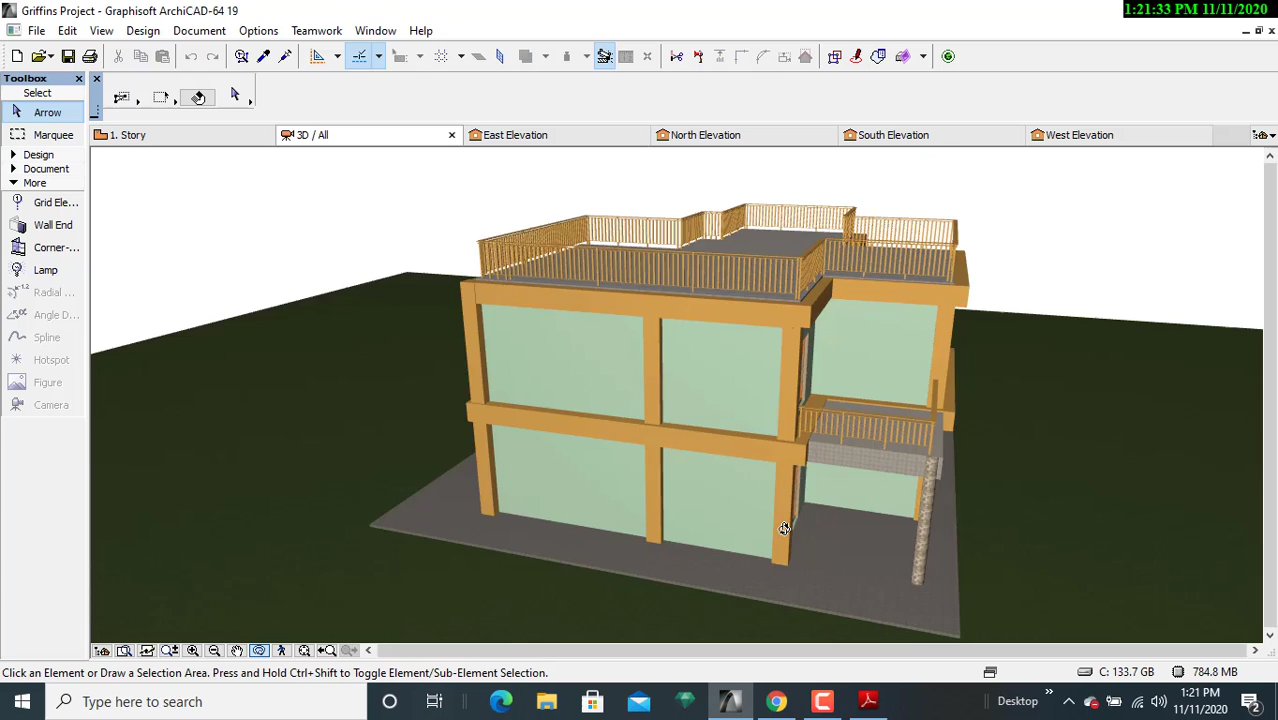 Griffins Project - Graphisoft ArchiCAD-64 19
1:21:33 PM 11/11/2020
File Edit View Design Document Options Teamwork Window Help
Toolbox
Select
Arrow
Marquee
Design
Document
More
Grid Ele...
Wall End
Corner-...
Lamp
Radial ...
Angle D...
Spline
Hotspot
Figure
Camera
1. Story
3D / All
East Elevation
North Elevation
South Elevation
West Elevation
Click an Element or Draw a Selection Area. Press and Hold Ctrl+Shift to Toggle Element/Sub-Element Selection.
C: 133.7 GB
784.8 MB
Type here to search
Desktop
1:21 PM
11/11/2020
2